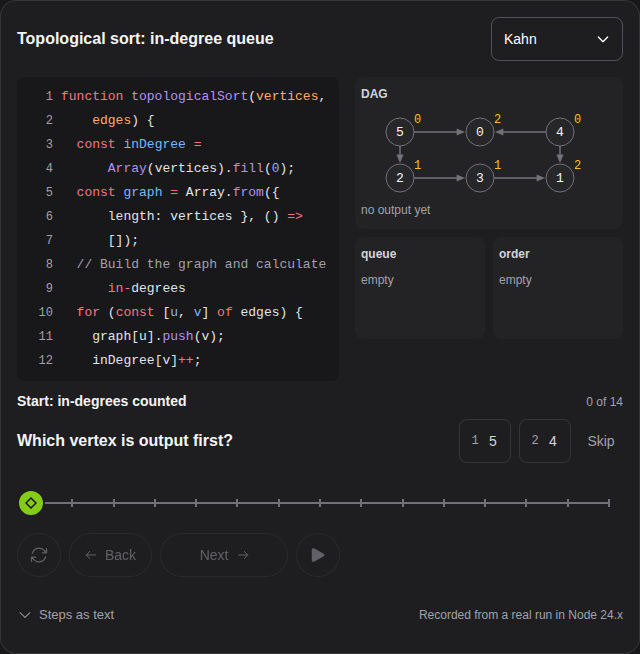 Topological sort: in-degree queue
Kahn
1 function topologicalSort(vertices,
2 edges) {
3 const inDegree =
4 Array(vertices).fill(0);
5 const graph = Array.from({
6 length: vertices }, () =>
7 []);
8 // Build the graph and calculate
9 in-degrees
10 for (const [u, v] of edges) {
11 graph[u].push(v);
12 inDegree[v]++;
DAG
0 2 0
5 0 4
1 1 2
2 3 1
no output yet
queue
empty
order
empty
Start: in-degrees counted
0 of 14
Which vertex is output first?
1 5
2 4
Skip
Back
Next
Steps as text
Recorded from a real run in Node 24.x